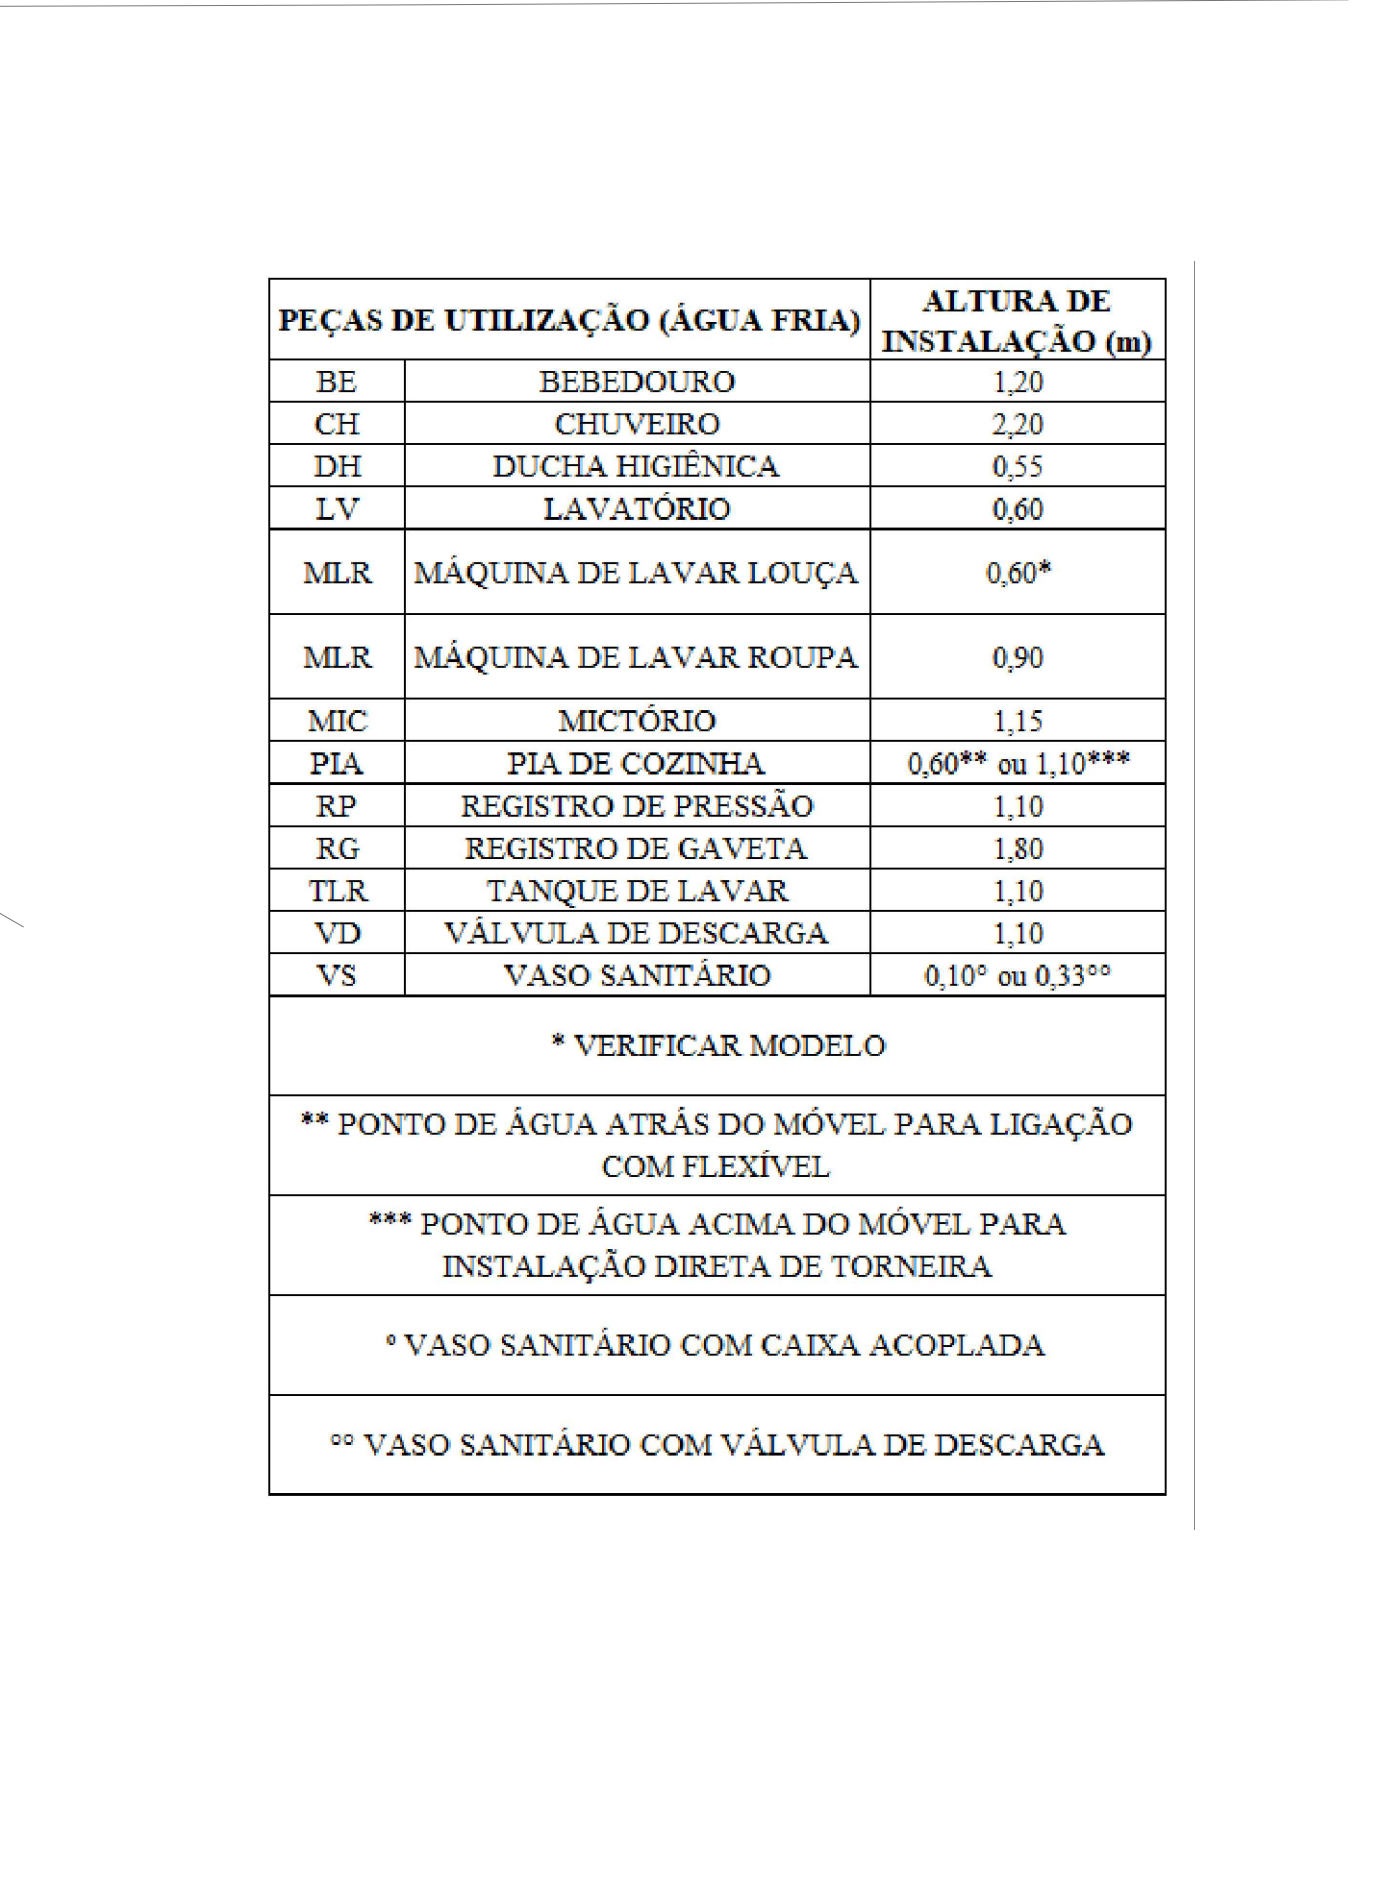 PEÇAS DE UTILIZAÇÃO (ÁGUA FRIA) ALTURA DE
INSTALAÇÃO (m)
BE BEBEDOURO 1,20
CH CHUVEIRO 2,20
DH DUCHA HIGIÊNICA 0,55
LV LAVATÓRIO 0,60
MLR MÁQUINA DE LAVAR LOUÇA 0,60*
MLR MÁQUINA DE LAVAR ROUPA 0,90
MIC MICTÓRIO 1,15
PIA PIA DE COZINHA 0,60** ou 1,10***
RP REGISTRO DE PRESSÃO 1,10
RG REGISTRO DE GAVETA 1,80
TLR TANQUE DE LAVAR 1,10
VD VÁLVULA DE DESCARGA 1,10
VS VASO SANITÁRIO 0,10° ou 0,33°°
* VERIFICAR MODELO
** PONTO DE ÁGUA ATRÁS DO MÓVEL PARA LIGAÇÃO
COM FLEXÍVEL
*** PONTO DE ÁGUA ACIMA DO MÓVEL PARA
INSTALAÇÃO DIRETA DE TORNEIRA
° VASO SANITÁRIO COM CAIXA ACOPLADA
°° VASO SANITÁRIO COM VÁLVULA DE DESCARGA